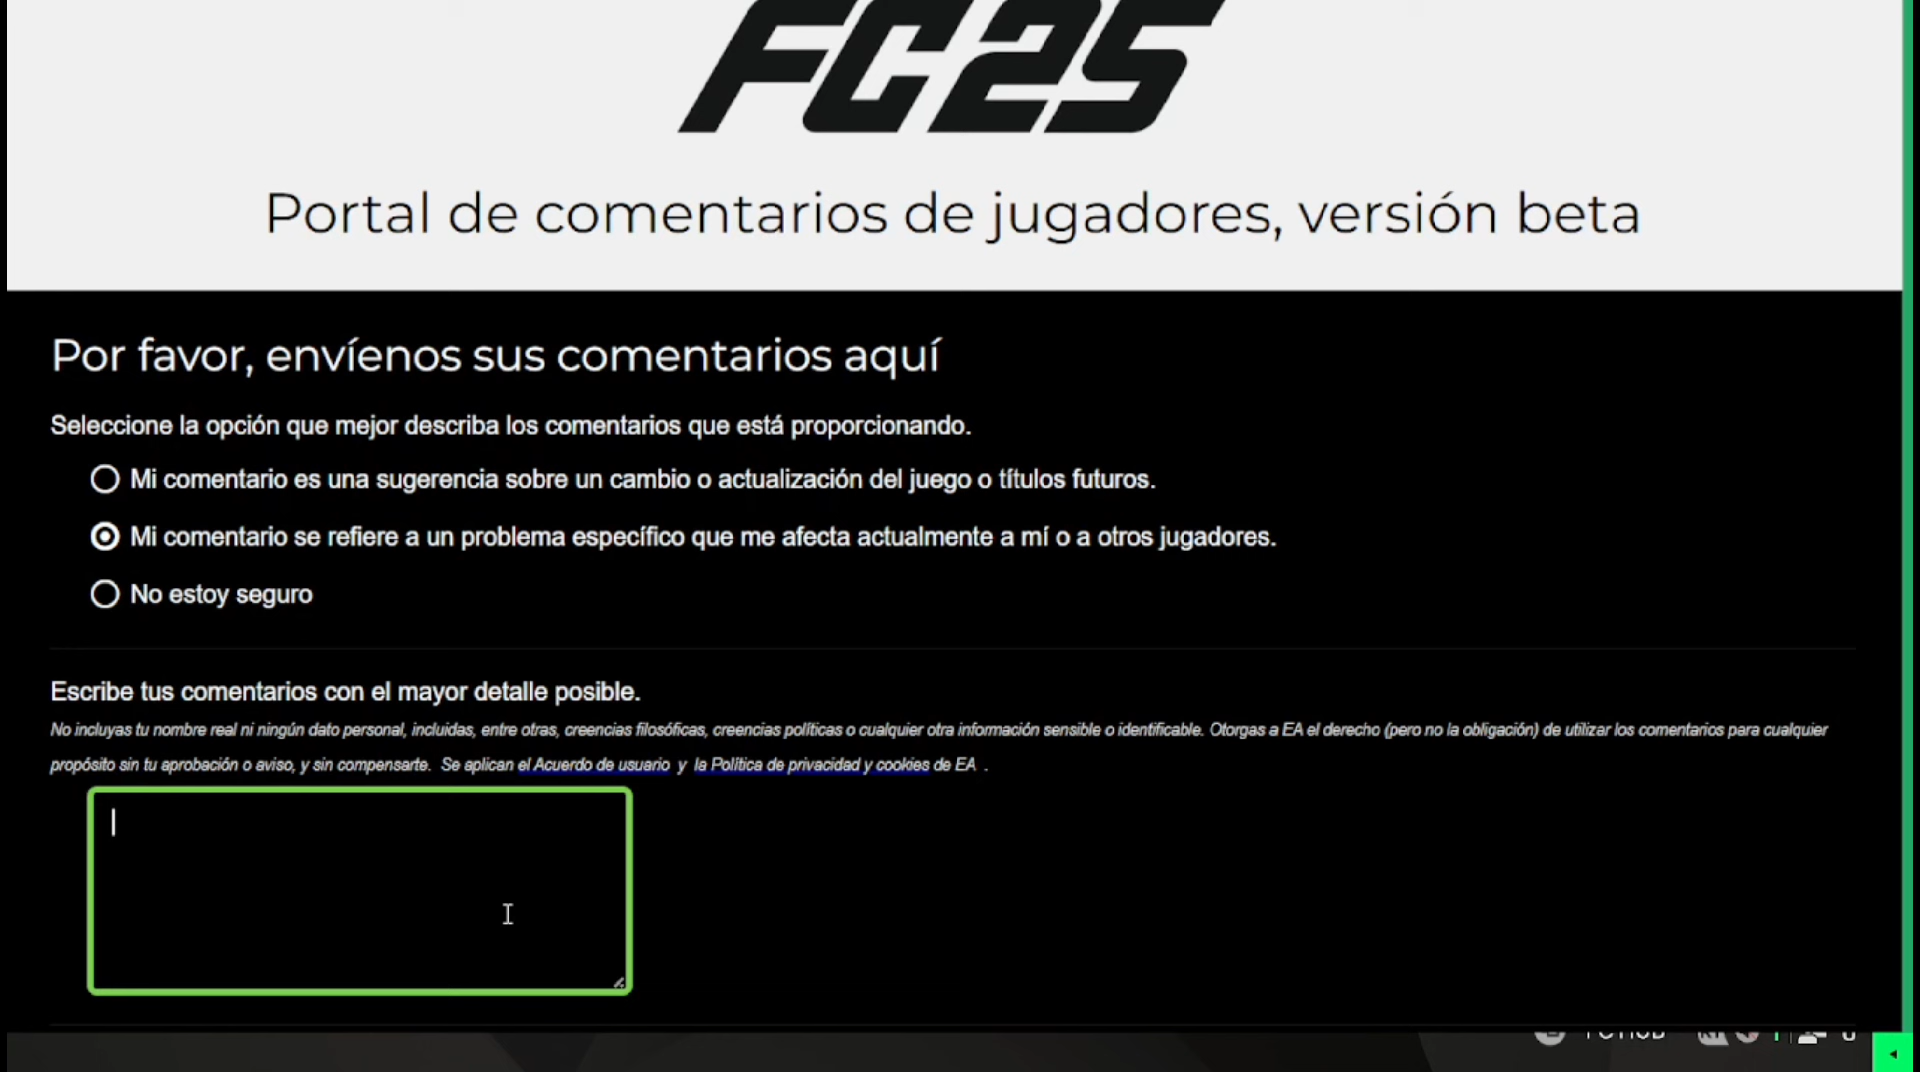 FC25
Portal de comentarios de jugadores, versión beta
Por favor, envíenos sus comentarios aquí
Seleccione la opción que mejor describa los comentarios que está proporcionando.
Mi comentario es una sugerencia sobre un cambio o actualización del juego o títulos futuros.
Mi comentario se refiere a un problema específico que me afecta actualmente a mí o a otros jugadores.
No estoy seguro
Escribe tus comentarios con el mayor detalle posible.
No incluyas tu nombre real ni ningún dato personal, incluidas, entre otras, creencias filosóficas, creencias políticas o cualquier otra información sensible o identificable. Otorgas a EA el derecho (pero no la obligación) de utilizar los comentarios para cualquier
propósito sin tu aprobación o aviso, y sin compensarte. Se aplican el Acuerdo de usuario y la Política de privacidad y cookies de EA .